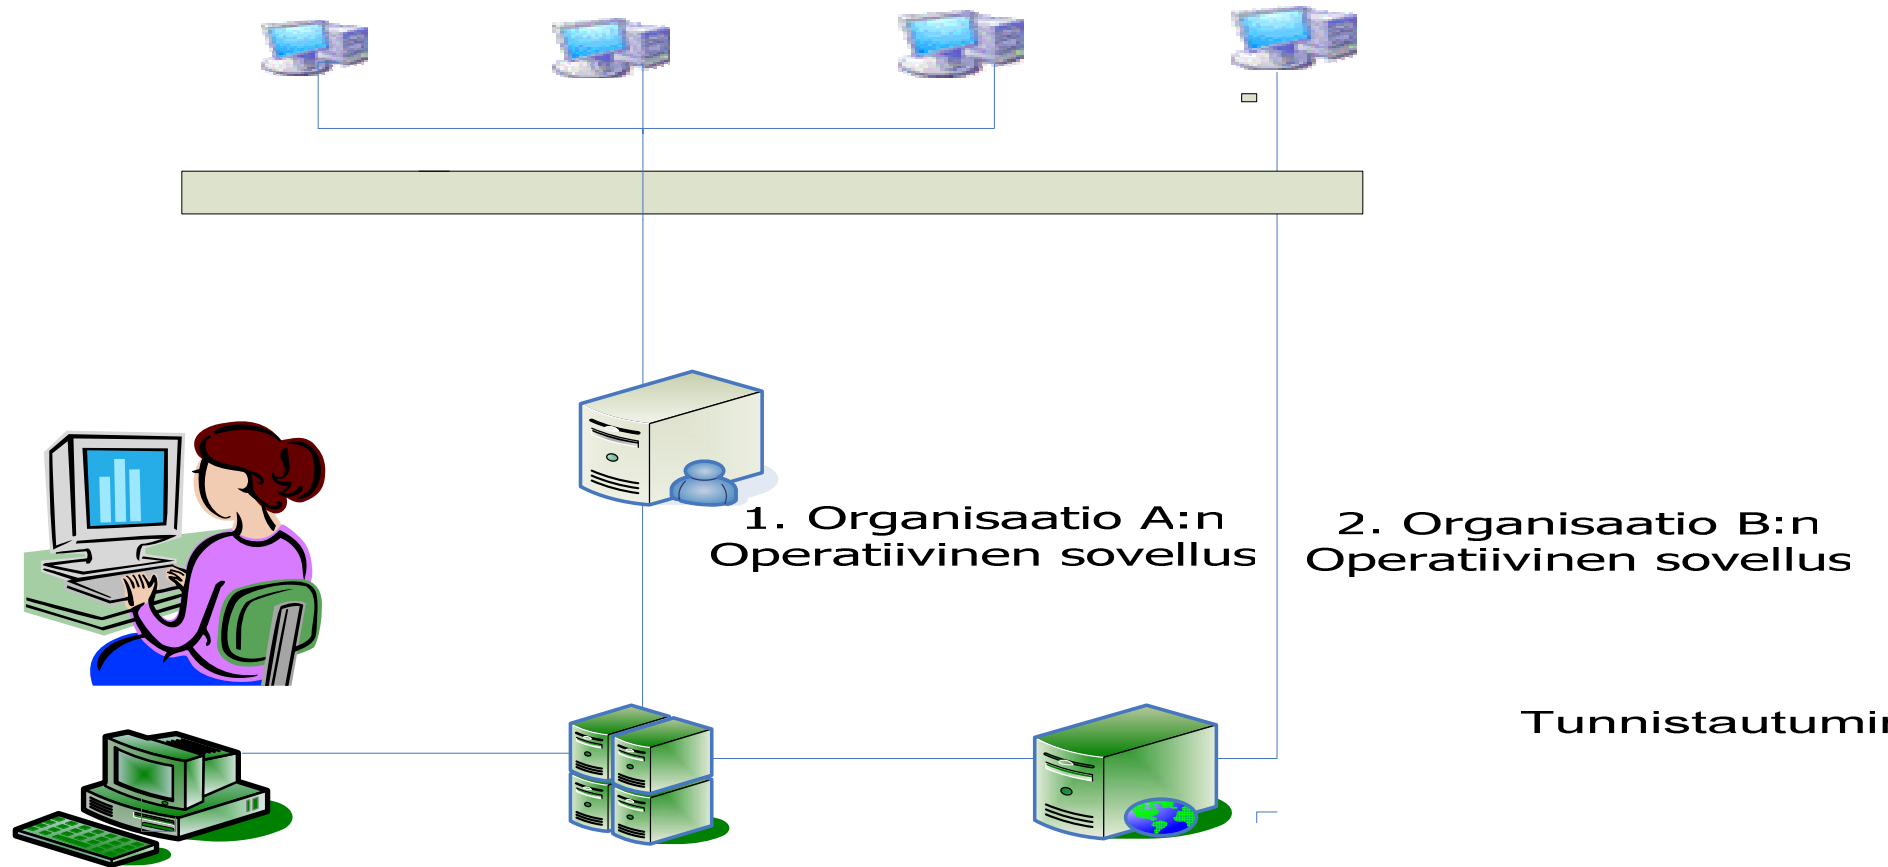 1. Organisaatio A:n
Operatiivinen sovellus
2. Organisaatio B:n
Operatiivinen sovellus